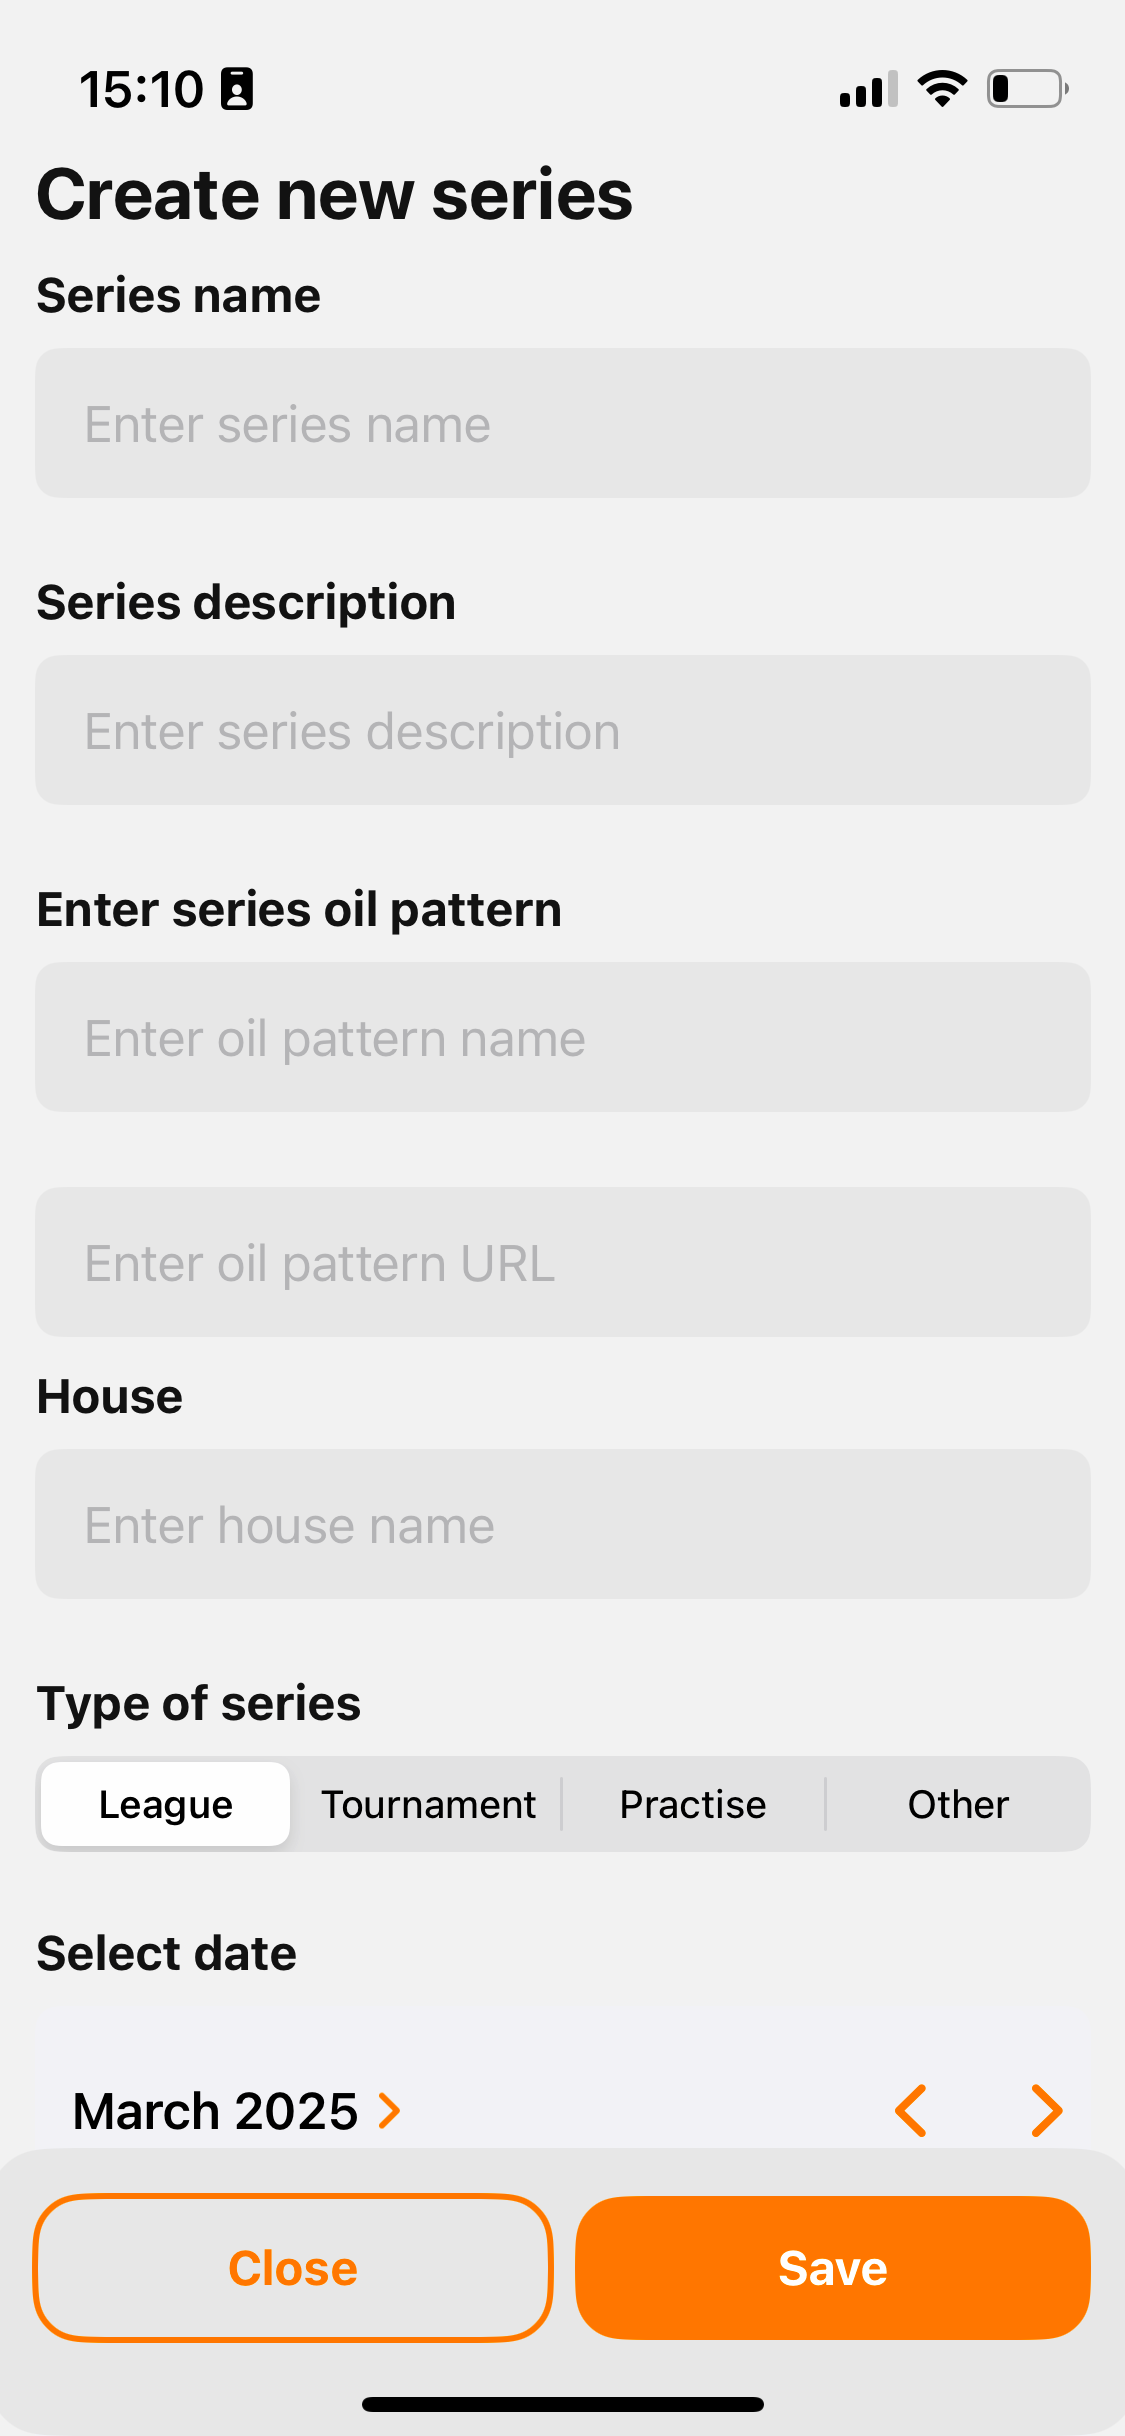 15:10
Create new series
Series name
Enter series name
Series description
Enter series description
Enter series oil pattern
Enter oil pattern name
Enter oil pattern URL
House
Enter house name
Type of series
League Tournament Practise Other
Select date
March 2025
Close Save